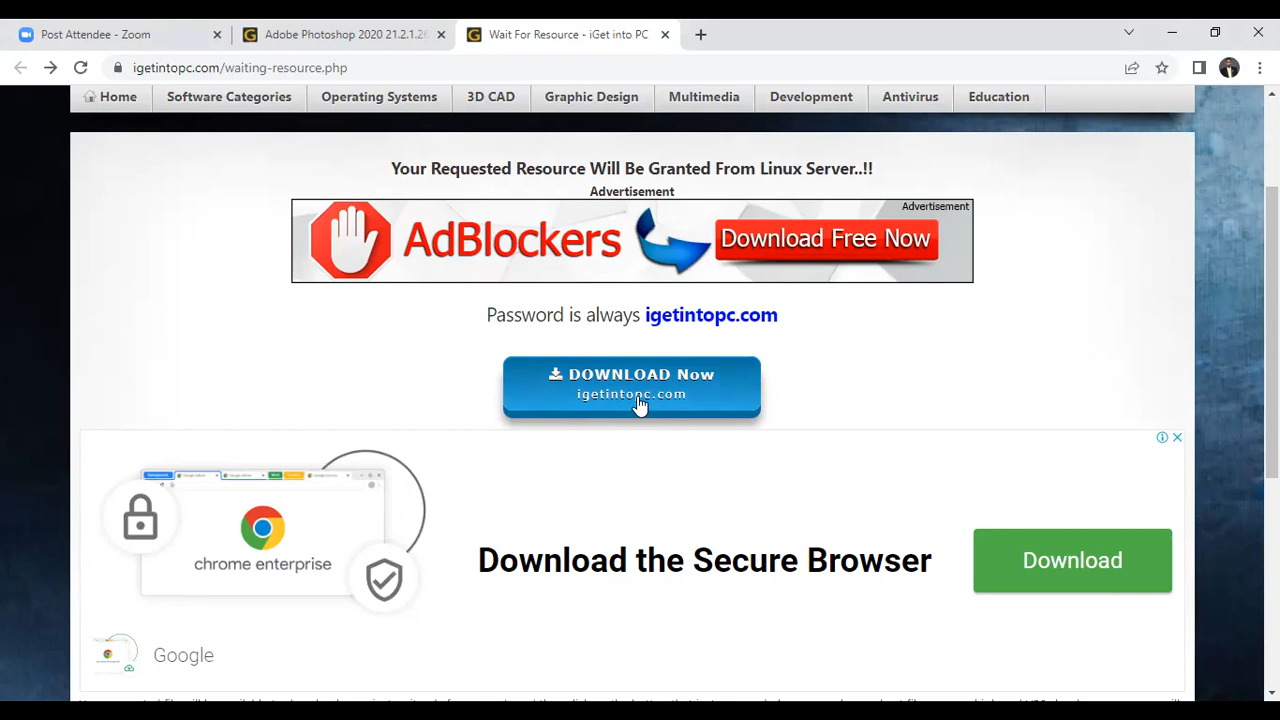 Post Attendee - Zoom
Adobe Photoshop 2020 21.2.1.26
Wait For Resource - iGet into PC
igetintopc.com/waiting-resource.php
Home
Software Categories
Operating Systems
3D CAD
Graphic Design
Multimedia
Development
Antivirus
Education
Your Requested Resource Will Be Granted From Linux Server..!!
Advertisement
Advertisement
AdBlockers
Download Free Now
Password is always igetintopc.com
DOWNLOAD Now
igetintopc.com
chrome enterprise
Download the Secure Browser
Download
Google